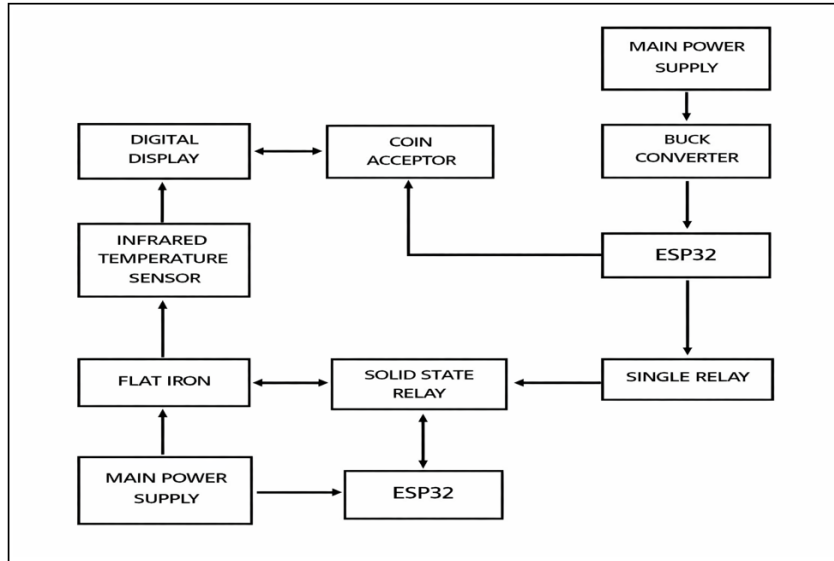 MAIN POWER
SUPPLY
DIGITAL
DISPLAY
COIN
ACCEPTOR
BUCK
CONVERTER
INFRARED
TEMPERATURE
SENSOR
ESP32
FLAT IRON
SOLID STATE
RELAY
SINGLE RELAY
MAIN POWER
SUPPLY
ESP32